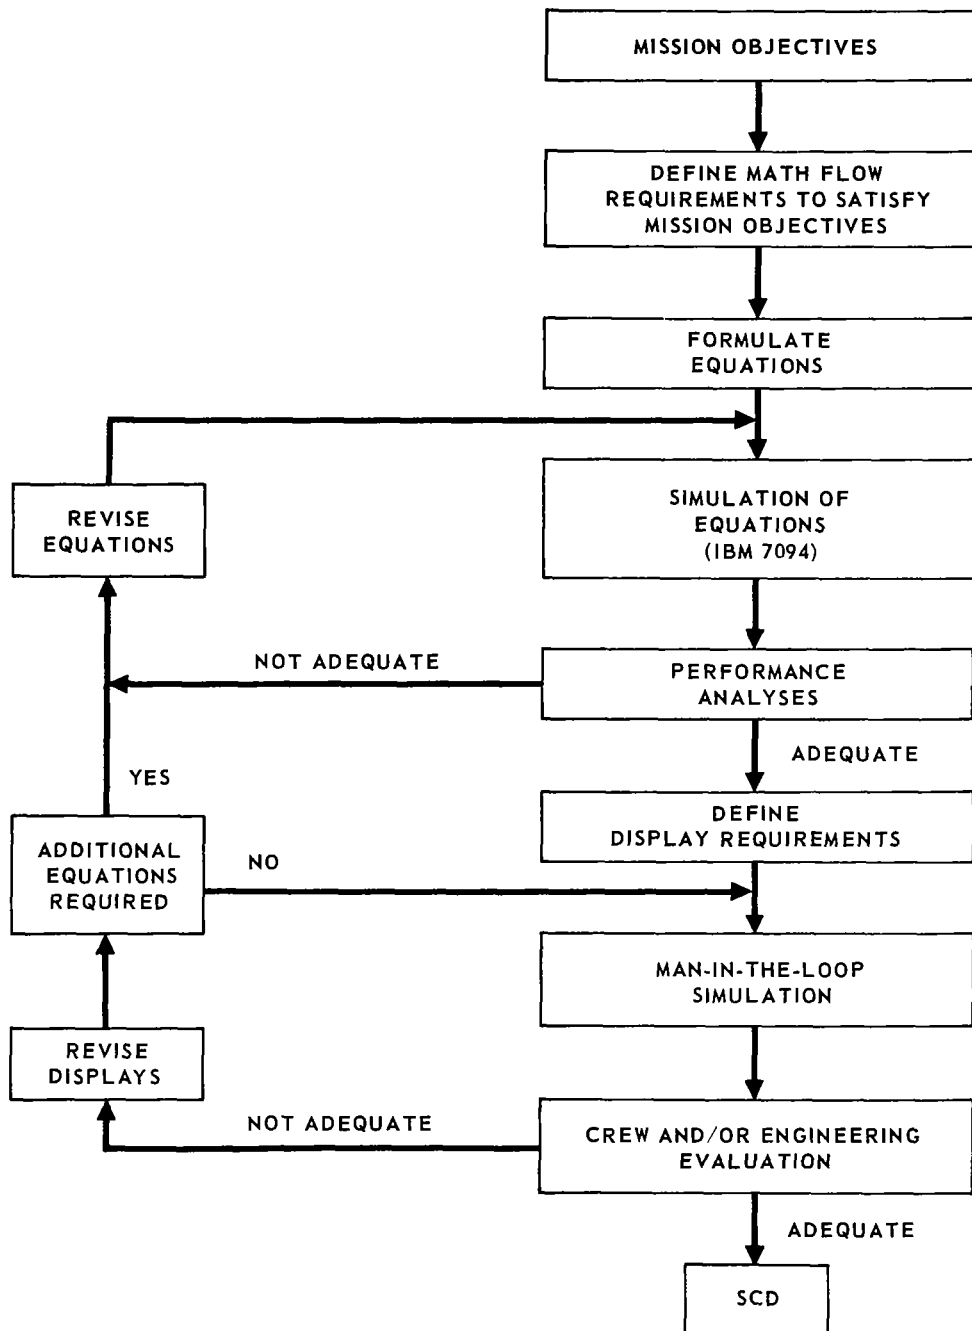 MISSION OBJECTIVES
DEFINE MATH FLOW
REQUIREMENTS TO SATISFY
MISSION OBJECTIVES
FORMULATE
EQUATIONS
REVISE
EQUATIONS
SIMULATION OF
EQUATIONS
(IBM 7094)
NOT ADEQUATE
PERFORMANCE
ANALYSES
ADEQUATE
YES
DEFINE
DISPLAY REQUIREMENTS
ADDITIONAL
EQUATIONS
REQUIRED
NO
MAN-IN-THE-LOOP
SIMULATION
REVISE
DISPLAYS
NOT ADEQUATE
CREW AND/OR ENGINEERING
EVALUATION
ADEQUATE
SCD